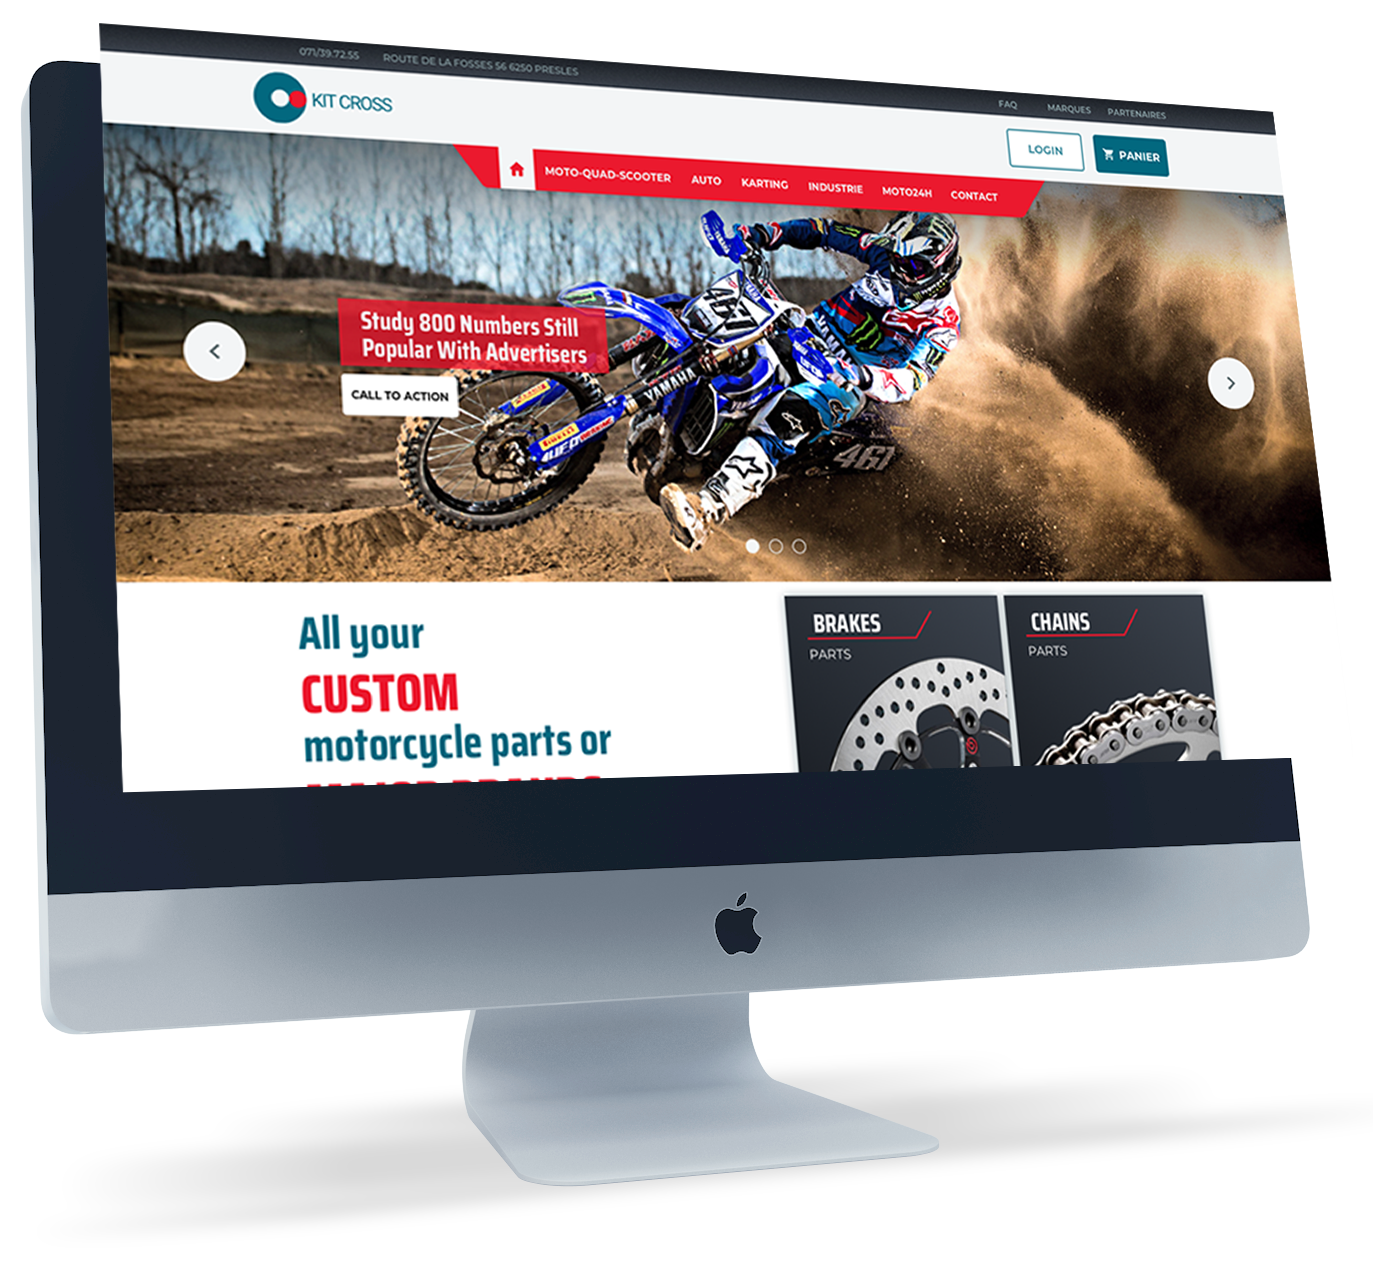 071/39.72.55
ROUTE DE LA FOSSES 56 6250 PRESLES
FAQ
MARQUES
PARTENAIRES
KIT CROSS
LOGIN
PANIER
MOTO-QUAD-SCOOTER
AUTO
KARTING
INDUSTRIE
MOTO24H
CONTACT
Study 800 Numbers Still
Popular With Advertisers
CALL TO ACTION
461
YAMAHA
PIRELLI
461
All your
CUSTOM
motorcycle parts or
BRAKES
PARTS
CHAINS
PARTS